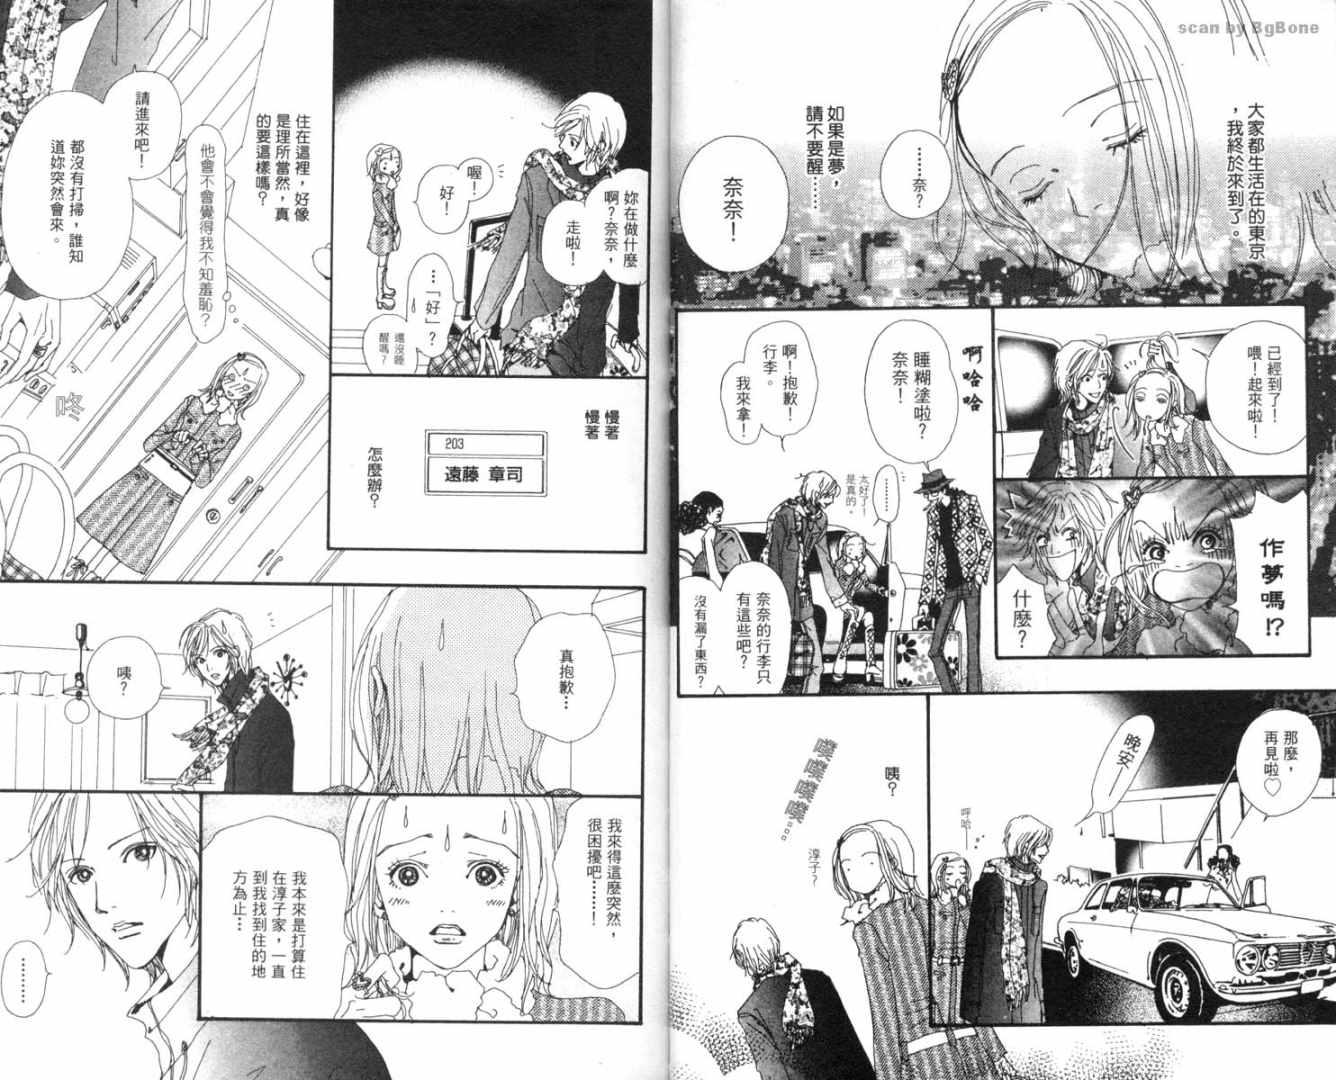 scan by BgBone
大家都生活在的東京
，我終於來到了。
如果是夢，
請不要醒……
……奈？
奈奈！
已經到了！
喂！起來啦！
作夢嗎!?
什麼？
啊哈哈
睡糊塗啦？
奈奈！
啊！抱歉！
行李。
我來拿！
………
太好了！
是真的。
奈奈的行李只
有這些吧？
沒有漏了東西？
那麼，
再見啦♡
晚安—
呼哈…
咦？
噗噗噗噗…
淳子？
妳在做什麼
啊？奈奈，
走啦！
喔！
好！
…「好」？
還沒睡
醒嗎？
慢著
慢著
203
遠藤 章司
怎麼辦？
住在這裡，好像
是理所當然，真
的要這樣嗎？
他會不會覺得我不知羞恥？
請進來吧！
都沒有打掃，誰知
道妳突然會來。
咚
真抱歉…
咦？
我來得這麼突然，
很困擾吧……！
我本來是打算住
在淳子家，一直
到我找到住的地
方為止…
………